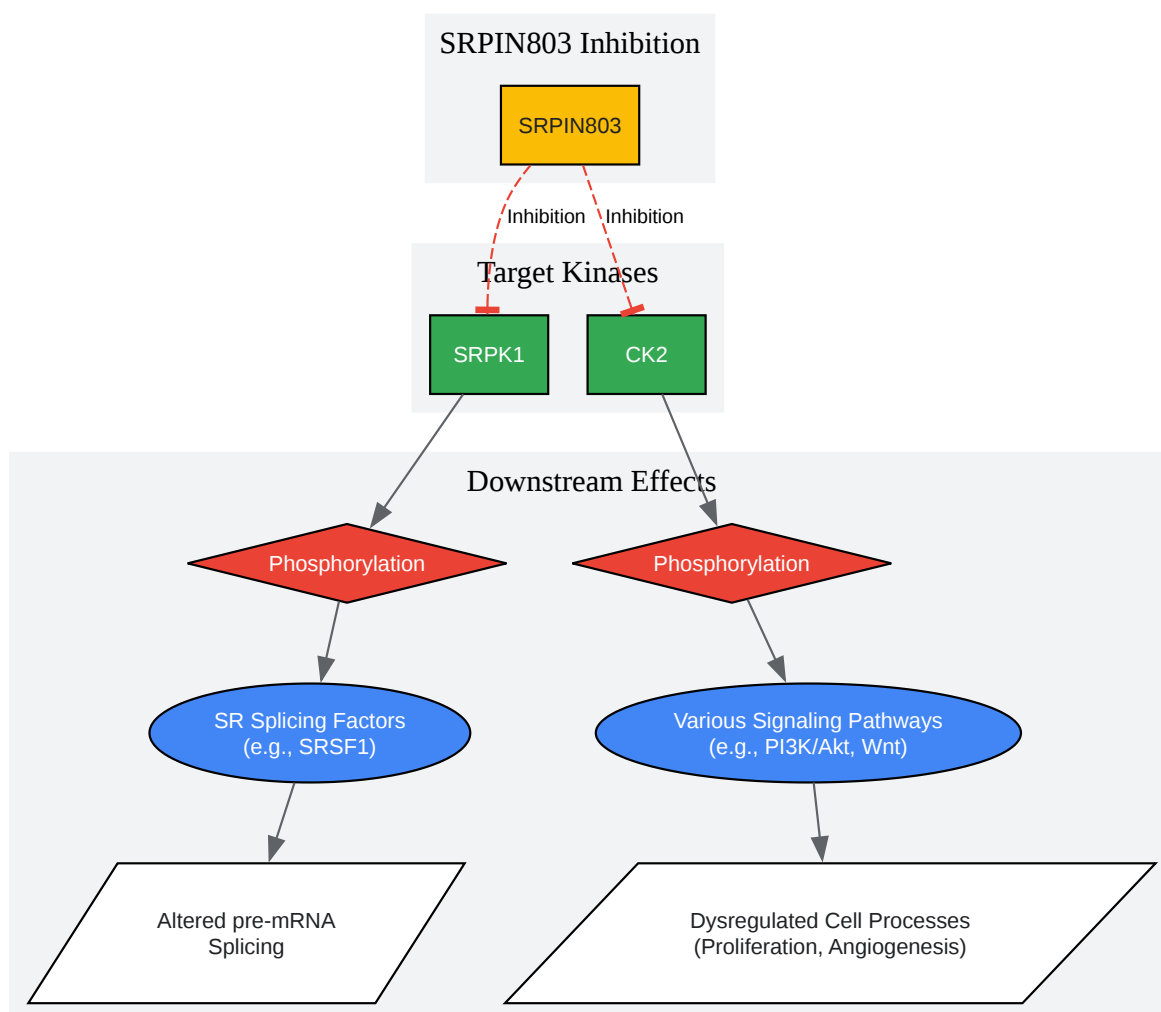 SRPIN803 Inhibition
SRPIN803
Inhibition
Inhibition
Target Kinases
SRPK1
CK2
Downstream Effects
Phosphorylation
Phosphorylation
SR Splicing Factors
(e.g., SRSF1)
Various Signaling Pathways
(e.g., PI3K/Akt, Wnt)
Altered pre-mRNA
Splicing
Dysregulated Cell Processes
(Proliferation, Angiogenesis)